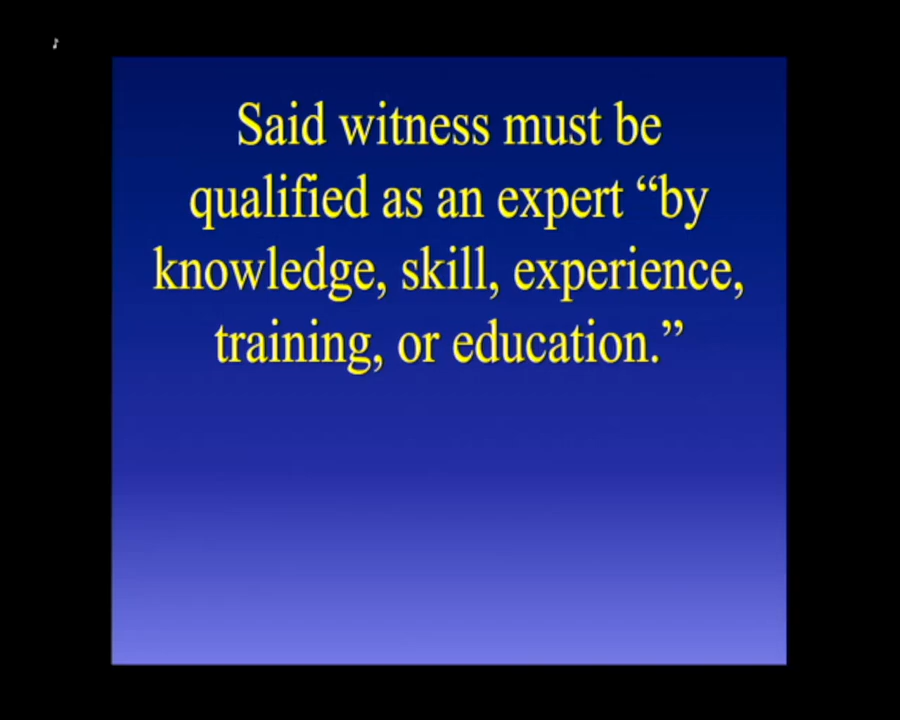 Said witness must be
qualified as an expert “by
knowledge, skill, experience,
training, or education.”